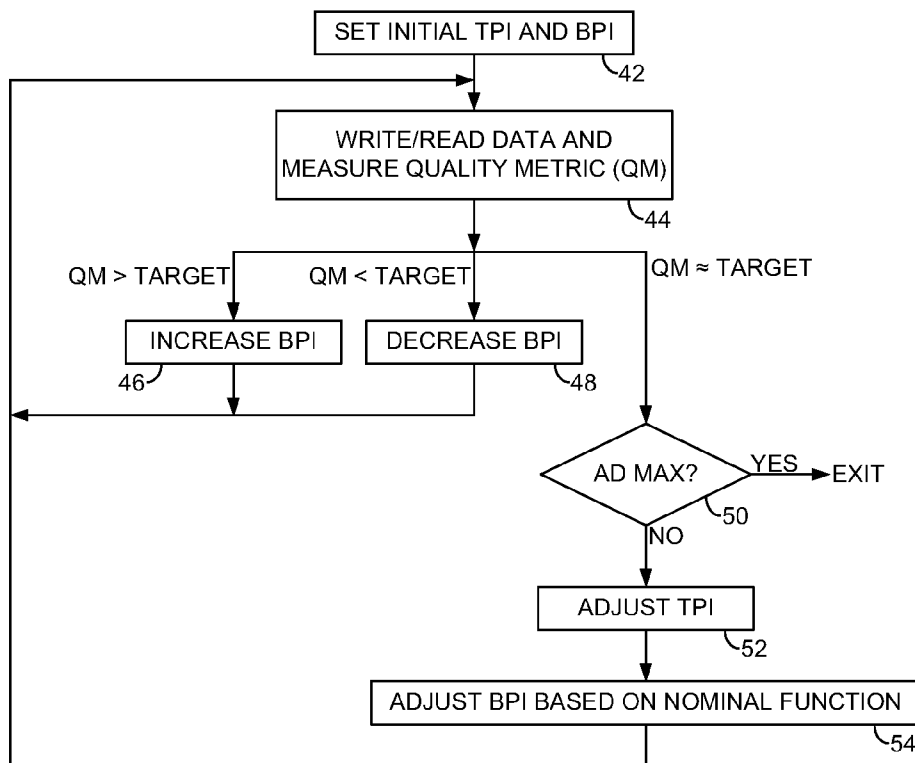 SET INITIAL TPI AND BPI
42
WRITE/READ DATA AND
MEASURE QUALITY METRIC (QM)
44
QM > TARGET
QM < TARGET
QM ≈ TARGET
INCREASE BPI
46
DECREASE BPI
48
AD MAX?
YES
EXIT
50
NO
ADJUST TPI
52
ADJUST BPI BASED ON NOMINAL FUNCTION
54